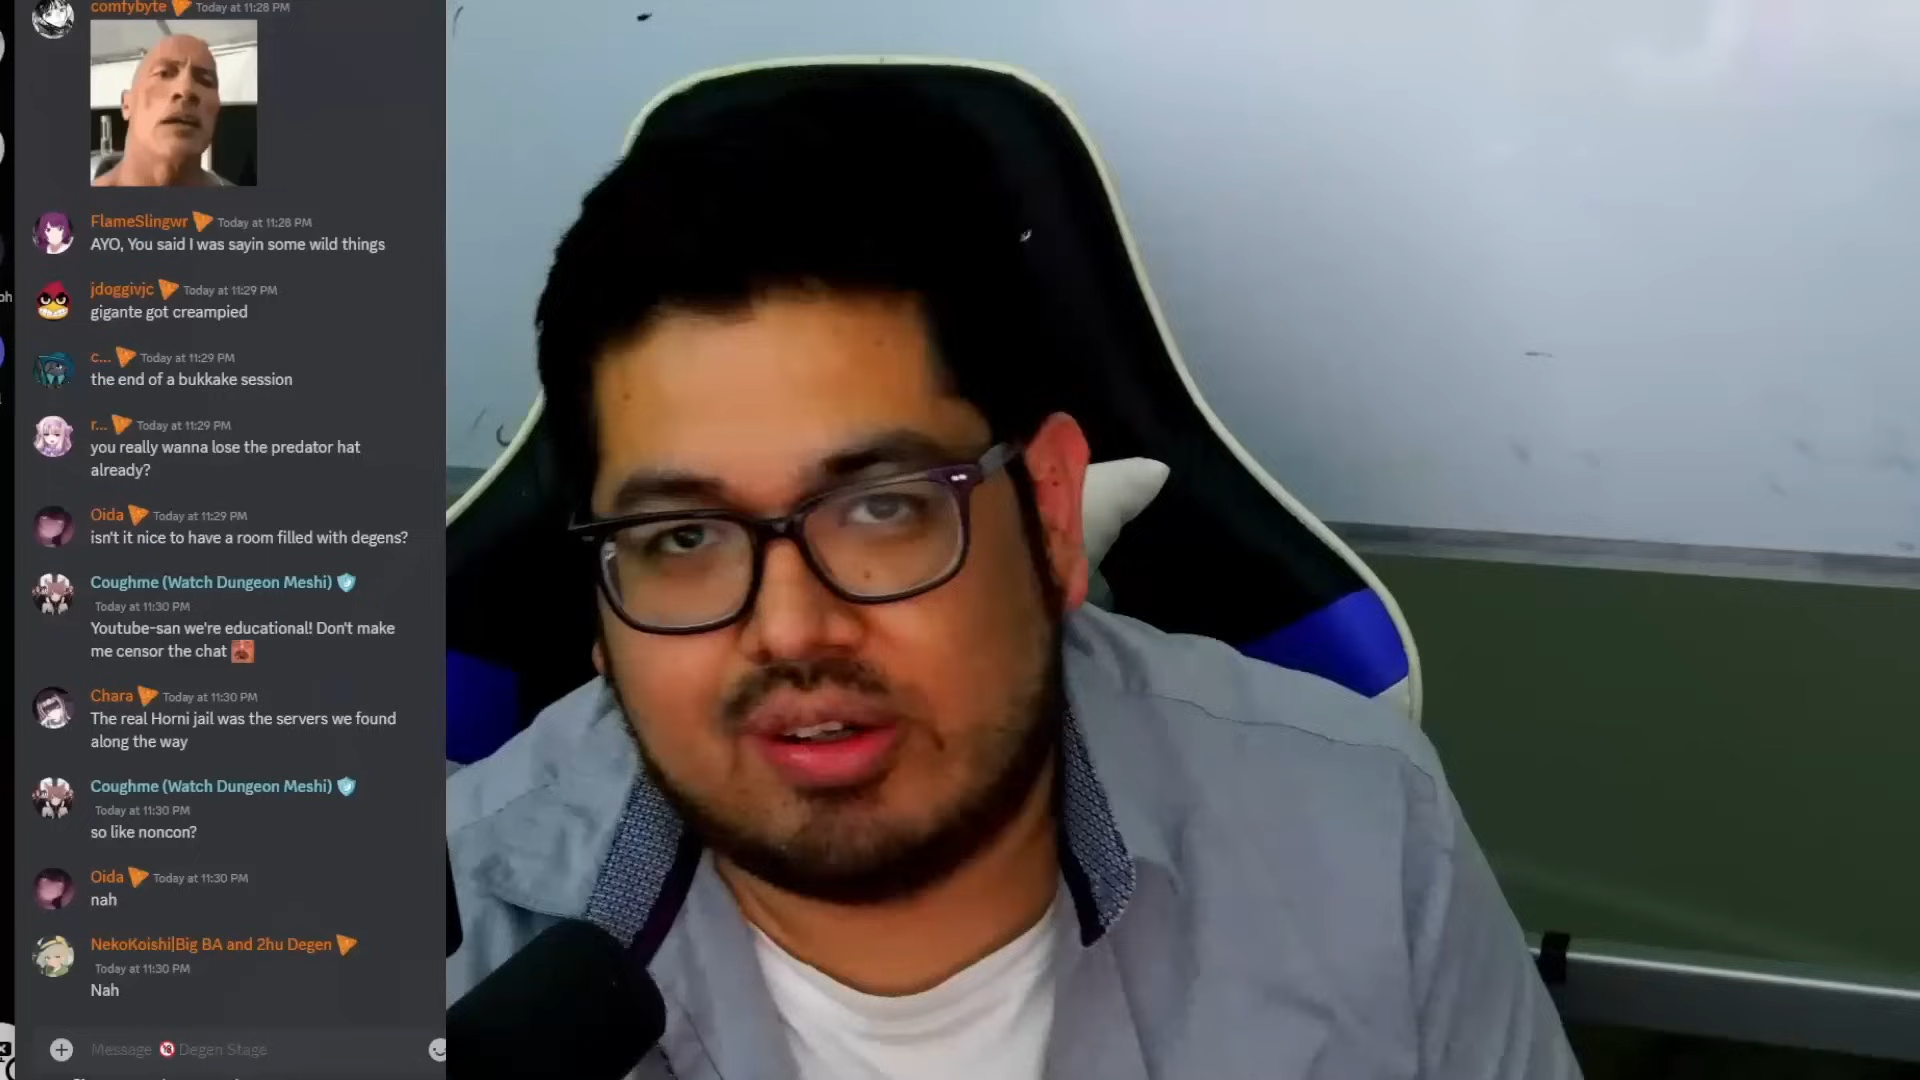 comfybyte Today at 11:28 PM
FlameSlingwr Today at 11:28 PM
AYO, You said I was sayin some wild things
jdoggivjc Today at 11:29 PM
gigante got creampied
c... Today at 11:29 PM
the end of a bukkake session
r... Today at 11:29 PM
you really wanna lose the predator hat
already?
Oida Today at 11:29 PM
isn't it nice to have a room filled with degens?
Coughme (Watch Dungeon Meshi)
Today at 11:30 PM
Youtube-san we're educational! Don't make
me censor the chat
Chara Today at 11:30 PM
The real Horni jail was the servers we found
along the way
Coughme (Watch Dungeon Meshi)
Today at 11:30 PM
so like noncon?
Oida Today at 11:30 PM
nah
NekoKoishi|Big BA and 2hu Degen
Today at 11:30 PM
Nah
Message 🔞 Degen Stage